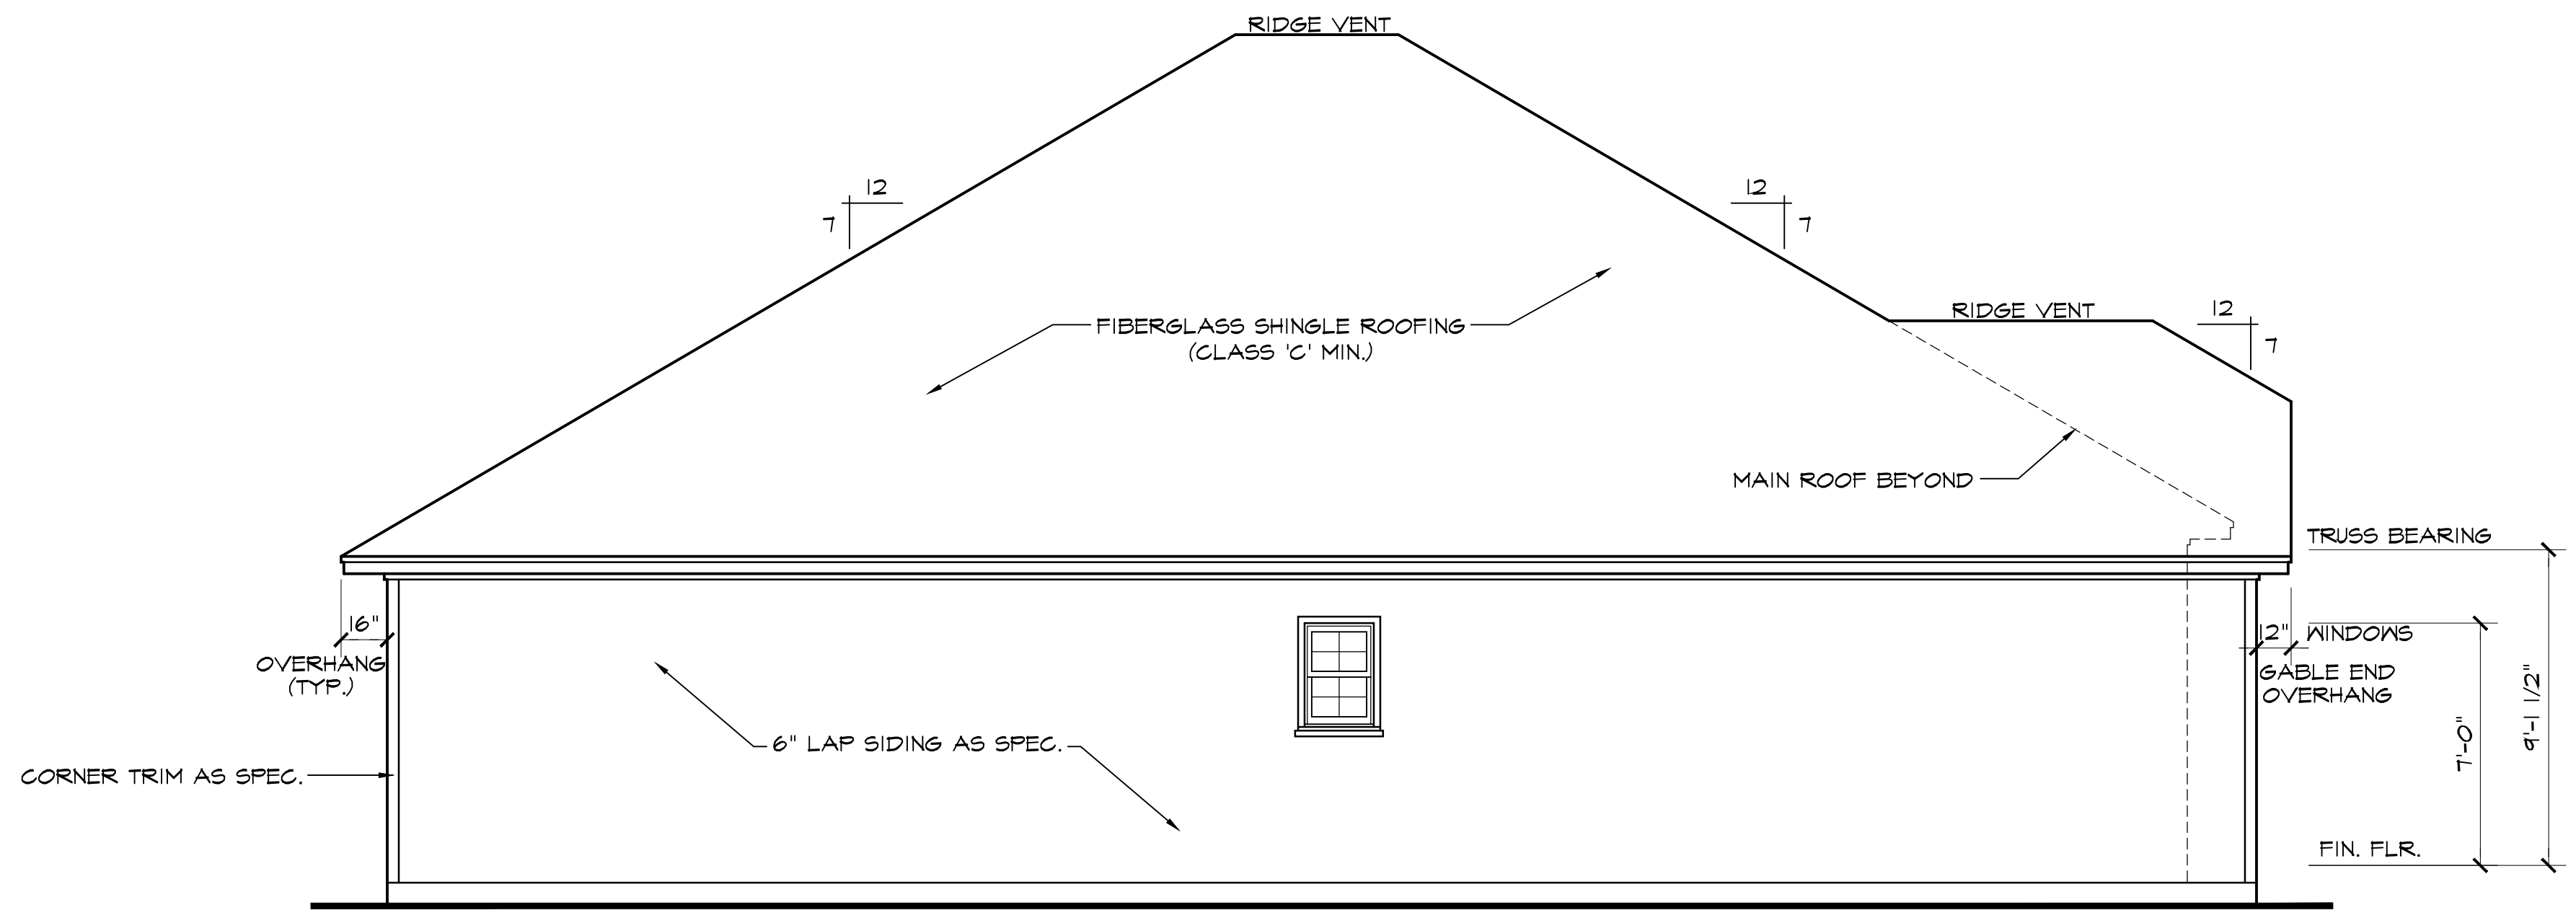 RIDGE VENT
12
7
12
7
RIDGE VENT
12
7
FIBERGLASS SHINGLE ROOFING
(CLASS 'C' MIN.)
MAIN ROOF BEYOND
TRUSS BEARING
16"
OVERHANG
(TYP.)
12"
WINDOWS
GABLE END
OVERHANG
7'-0"
9'-1 1/2"
6" LAP SIDING AS SPEC.
CORNER TRIM AS SPEC.
FIN. FLR.